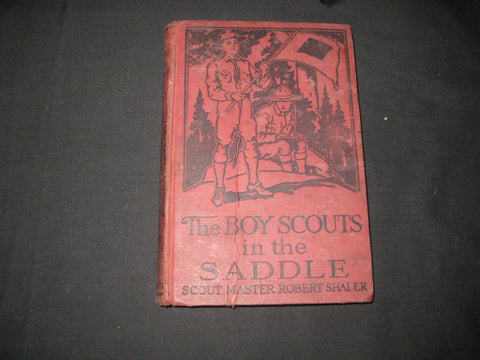 The BOY SCOUTS
in the
SADDLE
SCOUT MASTER ROBERT SHALER